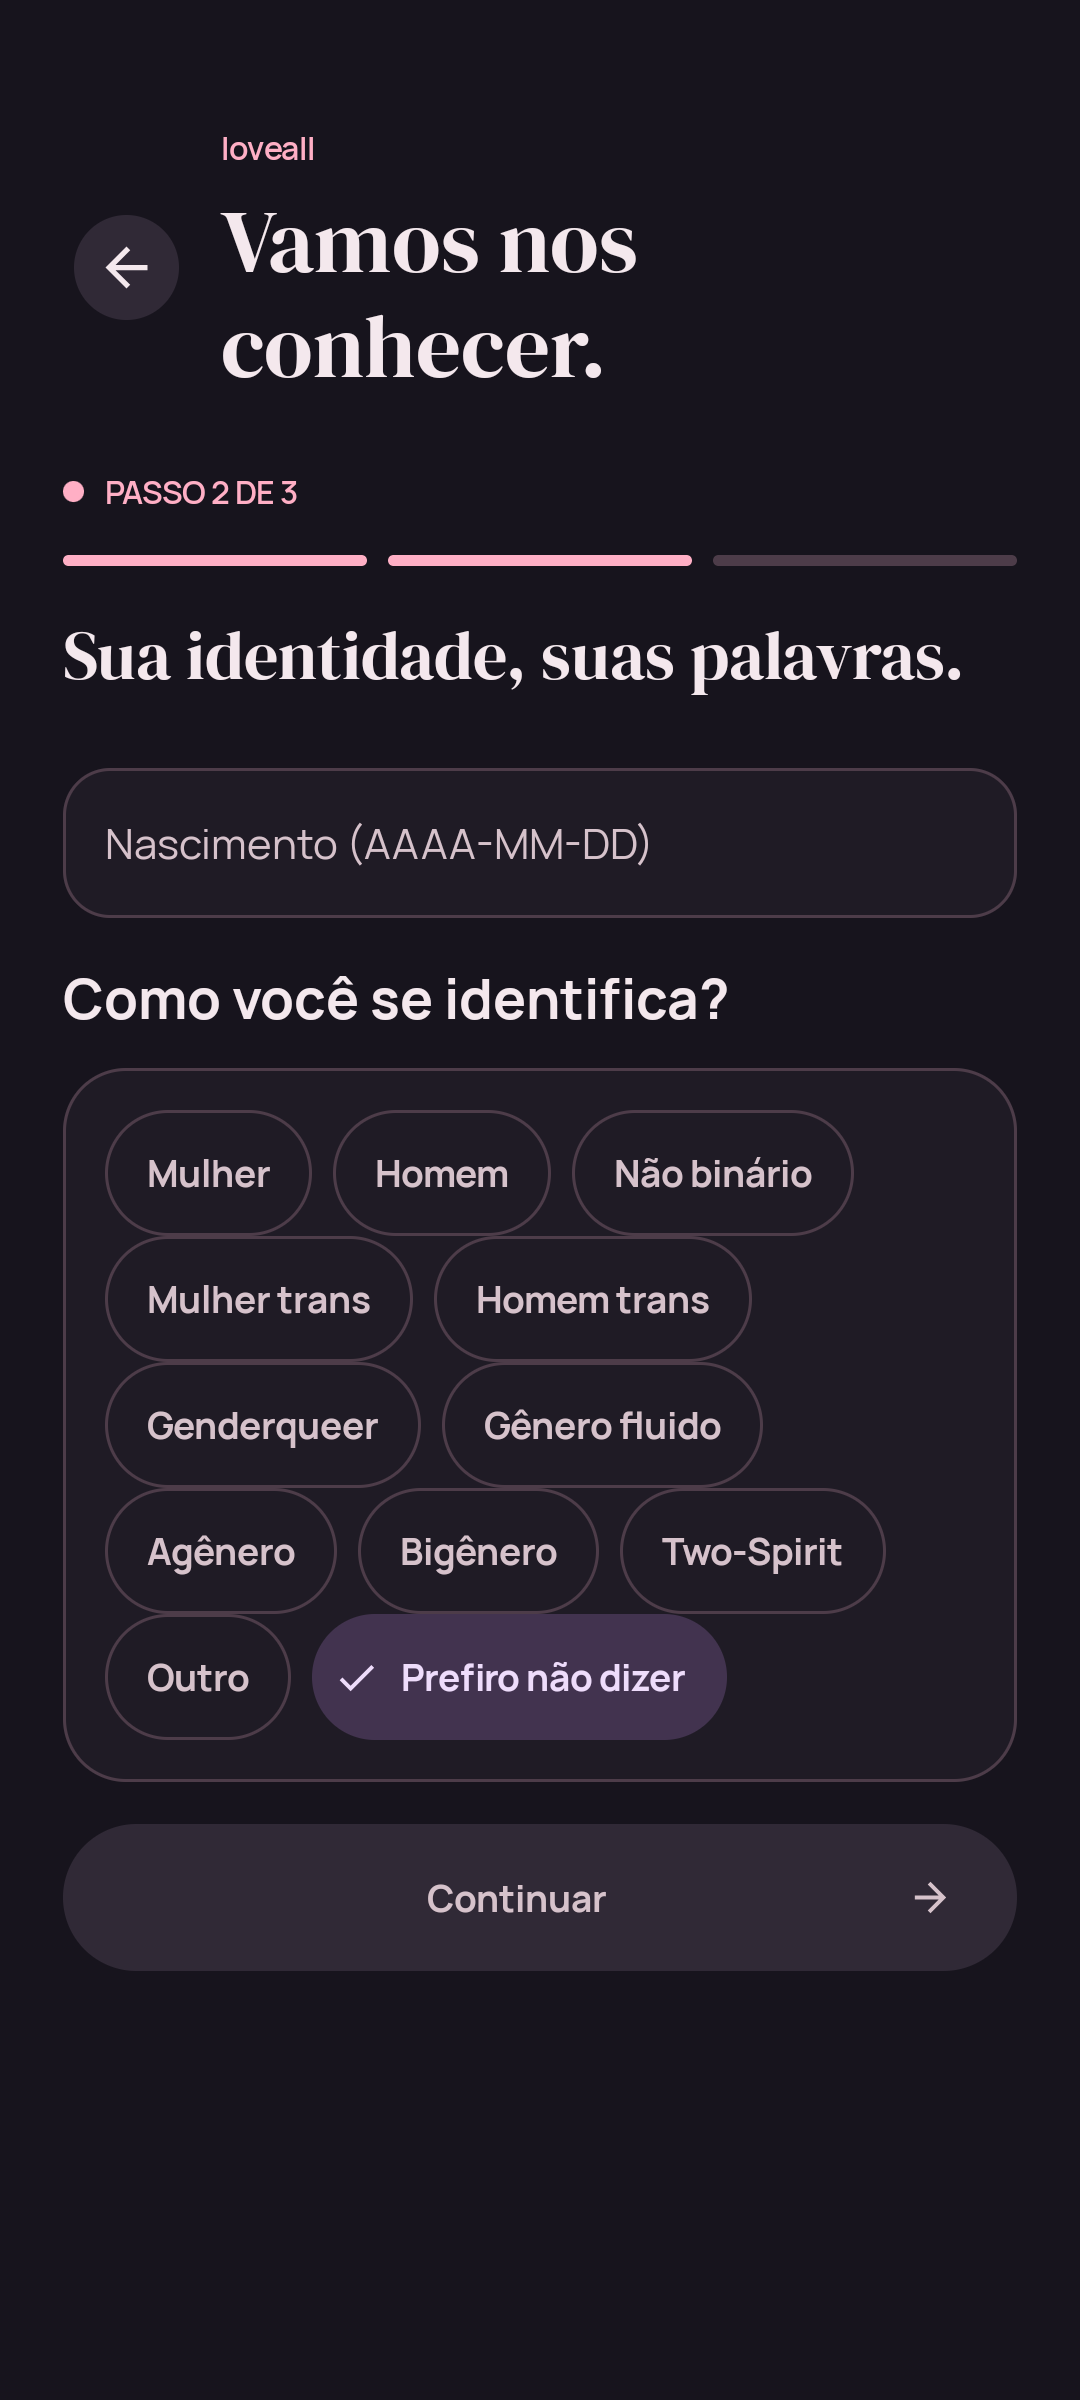 loveall
Vamos nos
conhecer.
PASSO 2 DE 3
Sua identidade, suas palavras.
Nascimento (AAAA-MM-DD)
Como você se identifica?
Mulher Homem Não binário
Mulher trans Homem trans
Genderqueer Gênero fluido
Agênero Bigênero Two-Spirit
Outro Prefiro não dizer
Continuar